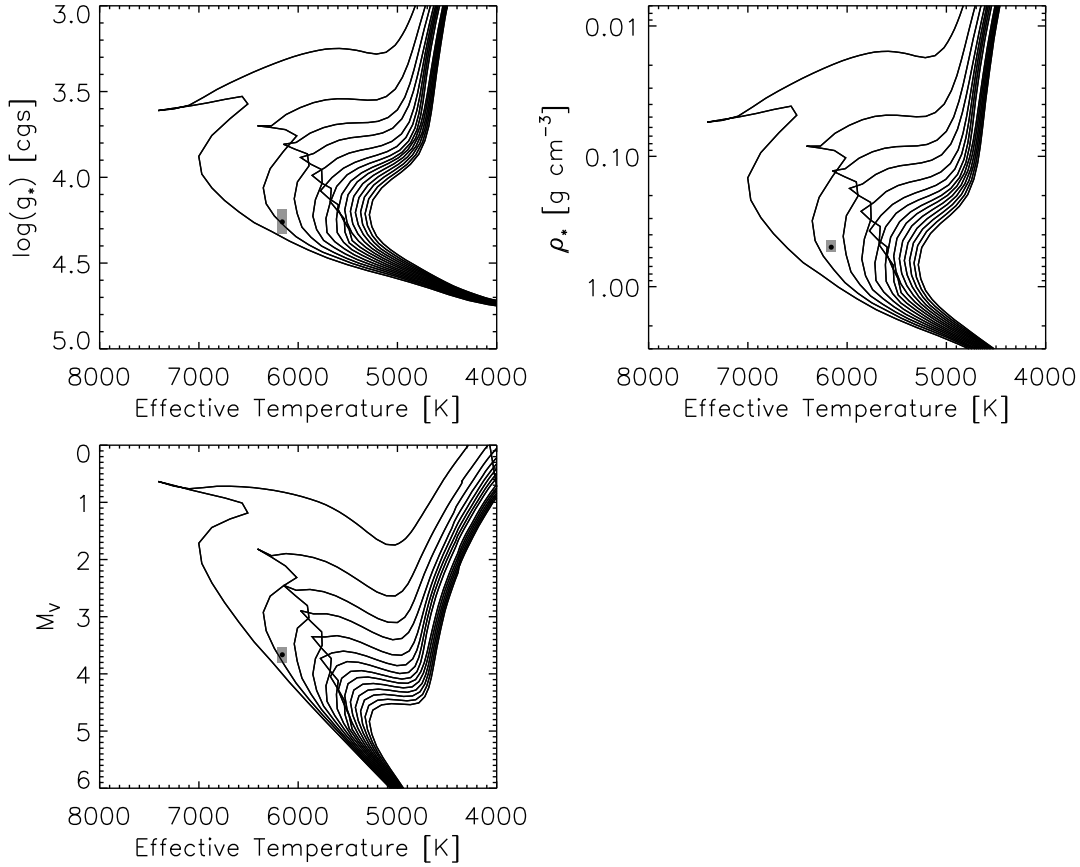 3.0
3.5
4.0
4.5
5.0
log(g*) [cgs]
8000 7000 6000 5000 4000
Effective Temperature [K]
0.01
0.10
1.00
ρ* [g cm⁻³]
8000 7000 6000 5000 4000
Effective Temperature [K]
0
1
2
3
4
5
6
Mᵥ
8000 7000 6000 5000 4000
Effective Temperature [K]